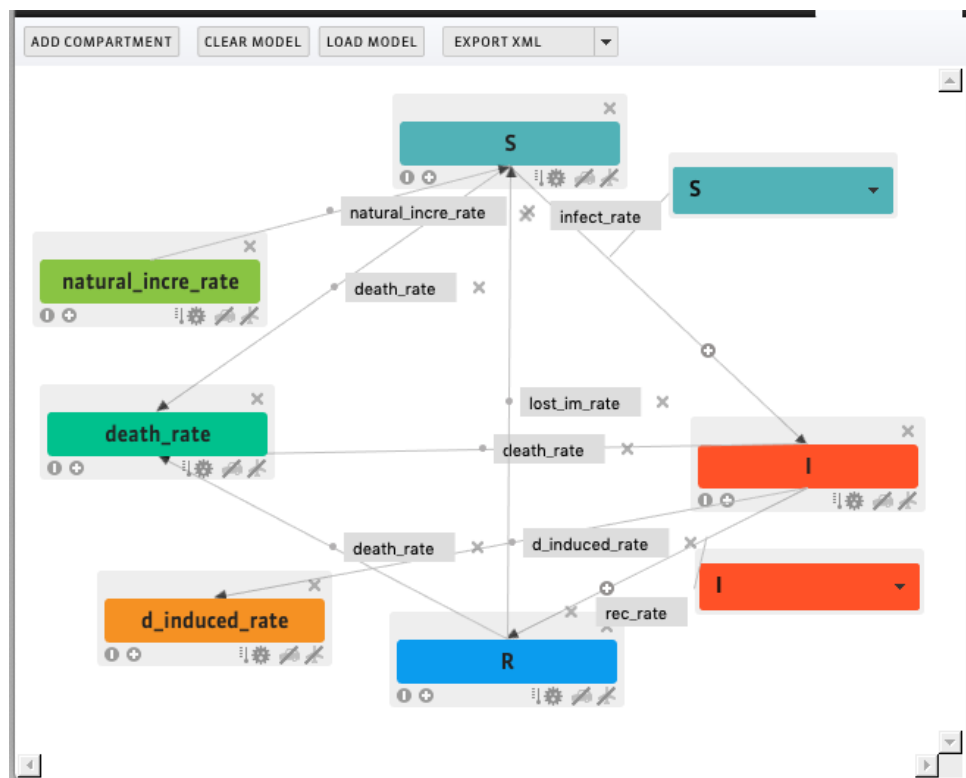 ADD COMPARTMENT
CLEAR MODEL
LOAD MODEL
EXPORT XML
S
S
natural_incre_rate
infect_rate
natural_incre_rate
death_rate
lost_im_rate
death_rate
death_rate
I
death_rate
d_induced_rate
I
rec_rate
d_induced_rate
R